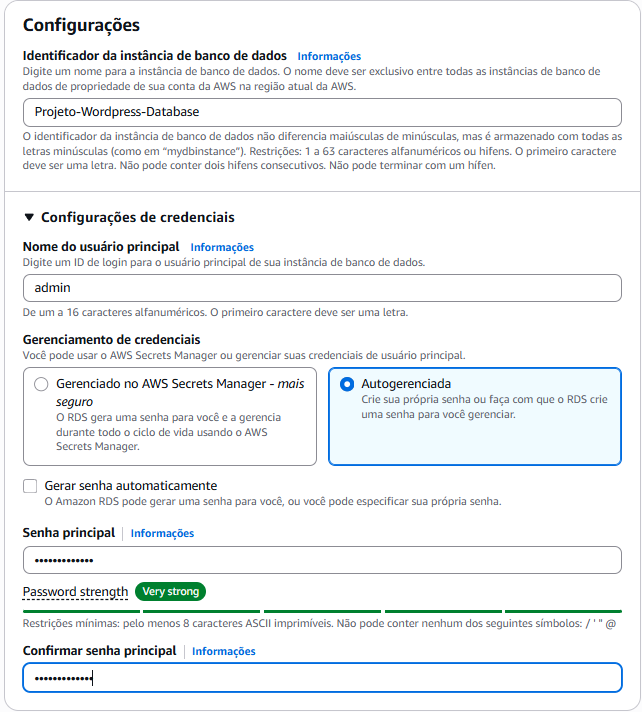 Configurações
Identificador da instância de banco de dados Informações
Digite um nome para a instância de banco de dados. O nome deve ser exclusivo entre todas as instâncias de banco de
dados de propriedade de sua conta da AWS na região atual da AWS.
Projeto-Wordpress-Database
O identificador da instância de banco de dados não diferencia maiúsculas de minúsculas, mas é armazenado com todas as
letras minúsculas (como em “mydbinstance”). Restrições: 1 a 63 caracteres alfanuméricos ou hifens. O primeiro caractere
deve ser uma letra. Não pode conter dois hifens consecutivos. Não pode terminar com um hífen.
Configurações de credenciais
Nome do usuário principal Informações
Digite um ID de login para o usuário principal de sua instância de banco de dados.
admin
De um a 16 caracteres alfanuméricos. O primeiro caractere deve ser uma letra.
Gerenciamento de credenciais
Você pode usar o AWS Secrets Manager ou gerenciar suas credenciais de usuário principal.
Gerenciado no AWS Secrets Manager - mais
seguro
O RDS gera uma senha para você e a gerencia
durante todo o ciclo de vida usando o AWS
Secrets Manager.
Autogerenciada
Crie sua própria senha ou faça com que o RDS crie
uma senha para você gerenciar.
Gerar senha automaticamente
O Amazon RDS pode gerar uma senha para você, ou você pode especificar sua própria senha.
Senha principal Informações
•••••••••••••
Password strength Very strong
Restrições mínimas: pelo menos 8 caracteres ASCII imprimíveis. Não pode conter nenhum dos seguintes símbolos: / ' " @
Confirmar senha principal Informações
•••••••••••••